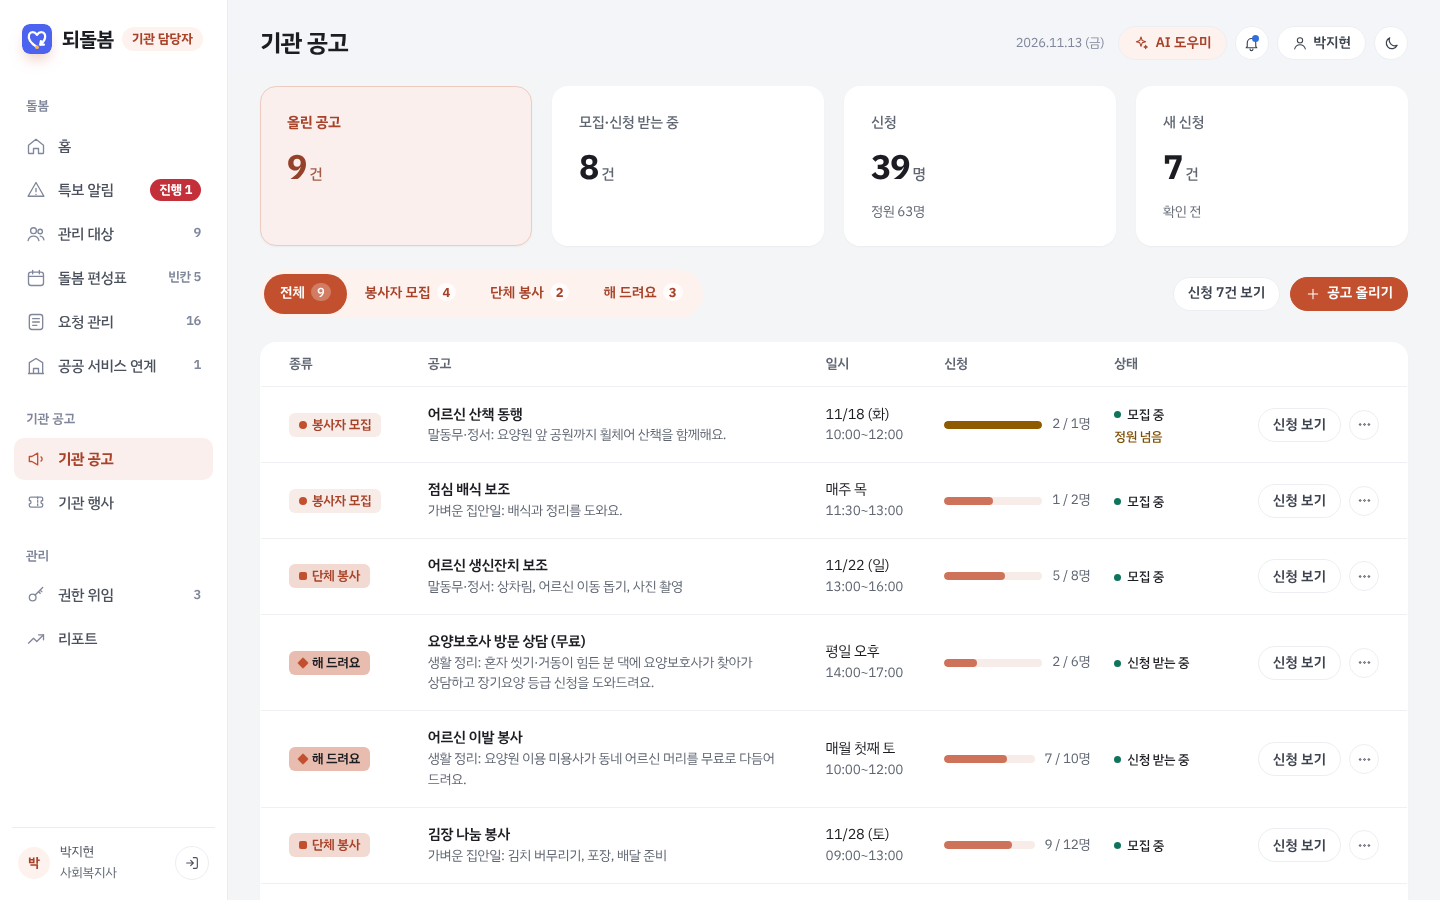 되돌봄 기관 담당자
돌봄
홈
특보 알림 진행 1
관리 대상 9
돌봄 편성표 빈칸 5
요청 관리 16
공공 서비스 연계 1
기관 공고
기관 공고
기관 행사
관리
권한 위임 3
리포트
박 박지현
사회복지사
기관 공고
2026.11.13 (금) AI 도우미 박지현
올린 공고
9 건
모집·신청 받는 중
8 건
신청
39 명
정원 63명
새 신청
7 건
확인 전
전체 9 봉사자 모집 4 단체 봉사 2 해 드려요 3
신청 7건 보기 + 공고 올리기
종류 공고 일시 신청 상태
봉사자 모집 어르신 산책 동행
말동무·정서: 요양원 앞 공원까지 휠체어 산책을 함께해요.
11/18 (화)
10:00~12:00
2 / 1명
모집 중
정원 넘음
신청 보기
봉사자 모집 점심 배식 보조
가벼운 집안일: 배식과 정리를 도와요.
매주 목
11:30~13:00
1 / 2명 모집 중 신청 보기
단체 봉사 어르신 생신잔치 보조
말동무·정서: 상차림, 어르신 이동 돕기, 사진 촬영
11/22 (일)
13:00~16:00
5 / 8명 모집 중 신청 보기
해 드려요 요양보호사 방문 상담 (무료)
생활 정리: 혼자 씻기·거동이 힘든 분 댁에 요양보호사가 찾아가
상담하고 장기요양 등급 신청을 도와드려요.
평일 오후
14:00~17:00
2 / 6명 신청 받는 중 신청 보기
해 드려요 어르신 이발 봉사
생활 정리: 요양원 이용 미용사가 동네 어르신 머리를 무료로 다듬어
드려요.
매월 첫째 토
10:00~12:00
7 / 10명 신청 받는 중 신청 보기
단체 봉사 김장 나눔 봉사
가벼운 집안일: 김치 버무리기, 포장, 배달 준비
11/28 (토)
09:00~13:00
9 / 12명 모집 중 신청 보기